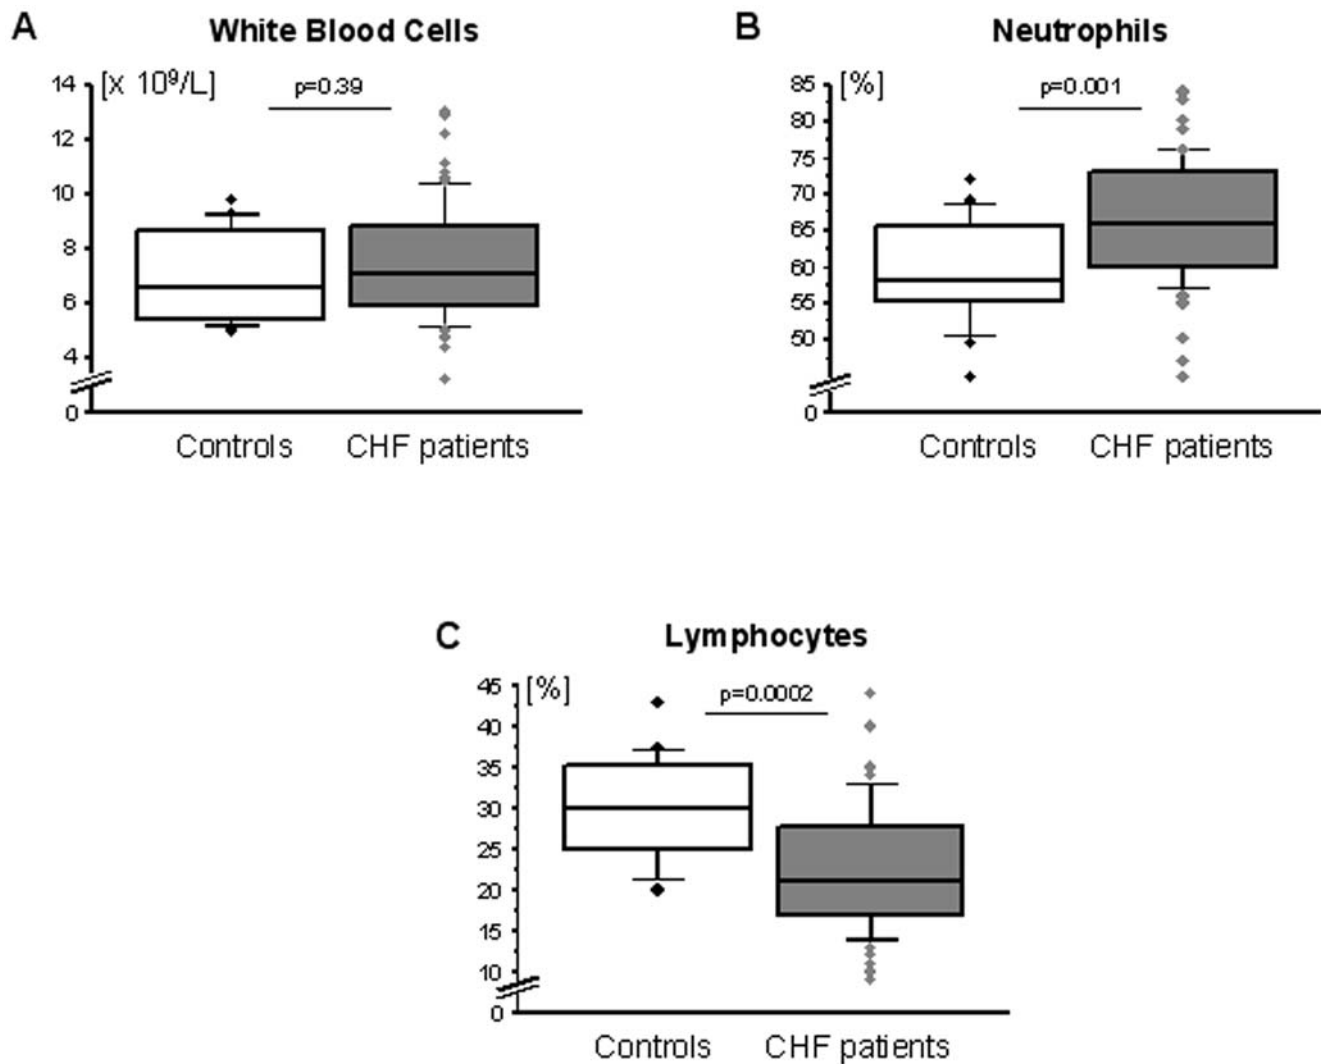 A White Blood Cells
[x 10⁹/L]
p=0.39
14
12
10
8
6
4
0
Controls CHF patients
B Neutrophils
[%]
p=0.001
85
80
75
70
65
60
55
50
0
Controls CHF patients
C Lymphocytes
[%]
p=0.0002
45
40
35
30
25
20
15
10
0
Controls CHF patients